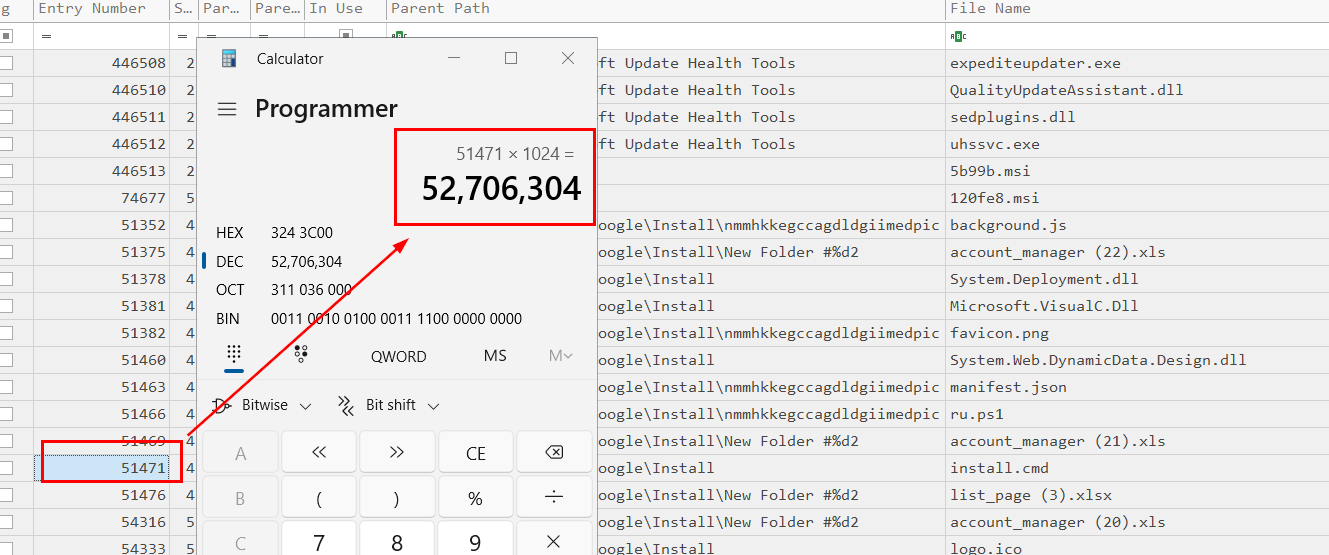 g Entry Number S… Par… Pare… In Use Parent Path File Name
= = = =
446508 2 ft Update Health Tools expediteupdater.exe
446510 2 ft Update Health Tools QualityUpdateAssistant.dll
446511 2 ft Update Health Tools sedplugins.dll
446512 2 ft Update Health Tools uhssvc.exe
446513 2 5b99b.msi
74677 5 120fe8.msi
51352 4 oogle\Install\nmmhkkegccagdldgiimedpic background.js
51375 4 oogle\Install\New Folder #%d2 account_manager (22).xls
51378 4 oogle\Install System.Deployment.dll
51381 4 oogle\Install Microsoft.VisualC.Dll
51382 4 oogle\Install\nmmhkkegccagdldgiimedpic favicon.png
51460 4 oogle\Install System.Web.DynamicData.Design.dll
51463 4 oogle\Install\nmmhkkegccagdldgiimedpic manifest.json
51466 4 oogle\Install\nmmhkkegccagdldgiimedpic ru.ps1
51469 4 oogle\Install\New Folder #%d2 account_manager (21).xls
51471 4 oogle\Install install.cmd
51476 4 oogle\Install\New Folder #%d2 list_page (3).xlsx
54316 5 oogle\Install\New Folder #%d2 account_manager (20).xls
54333 5 oogle\Install logo.ico
Calculator
Programmer
51471 × 1024 =
52,706,304
HEX 324 3C00
DEC 52,706,304
OCT 311 036 000
BIN 0011 0010 0100 0011 1100 0000 0000
QWORD MS M
Bitwise Bit shift
A << >> CE
B ( ) % ÷
C 7 8 9 ×